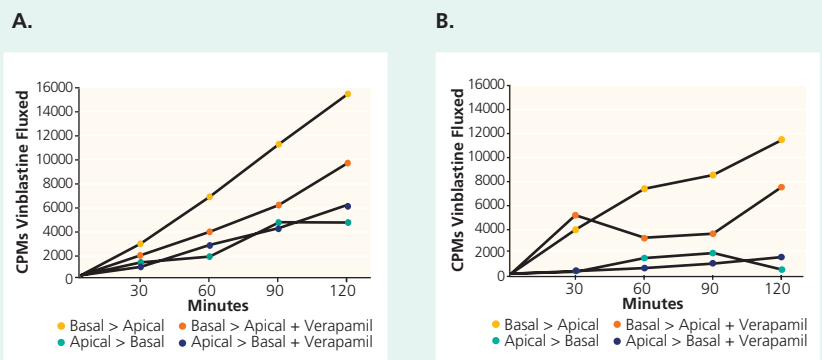 A.
CPMs Vinblastine Fluxed
16000
14000
12000
10000
8000
6000
4000
2000
0
30 60 90 120
Minutes
Basal > Apical Basal > Apical + Verapamil
Apical > Basal Apical > Basal + Verapamil
B.
CPMs Vinblastine Fluxed
16000
14000
12000
10000
8000
6000
4000
2000
0
30 60 90 120
Minutes
Basal > Apical Basal > Apical + Verapamil
Apical > Basal Apical > Basal + Verapamil